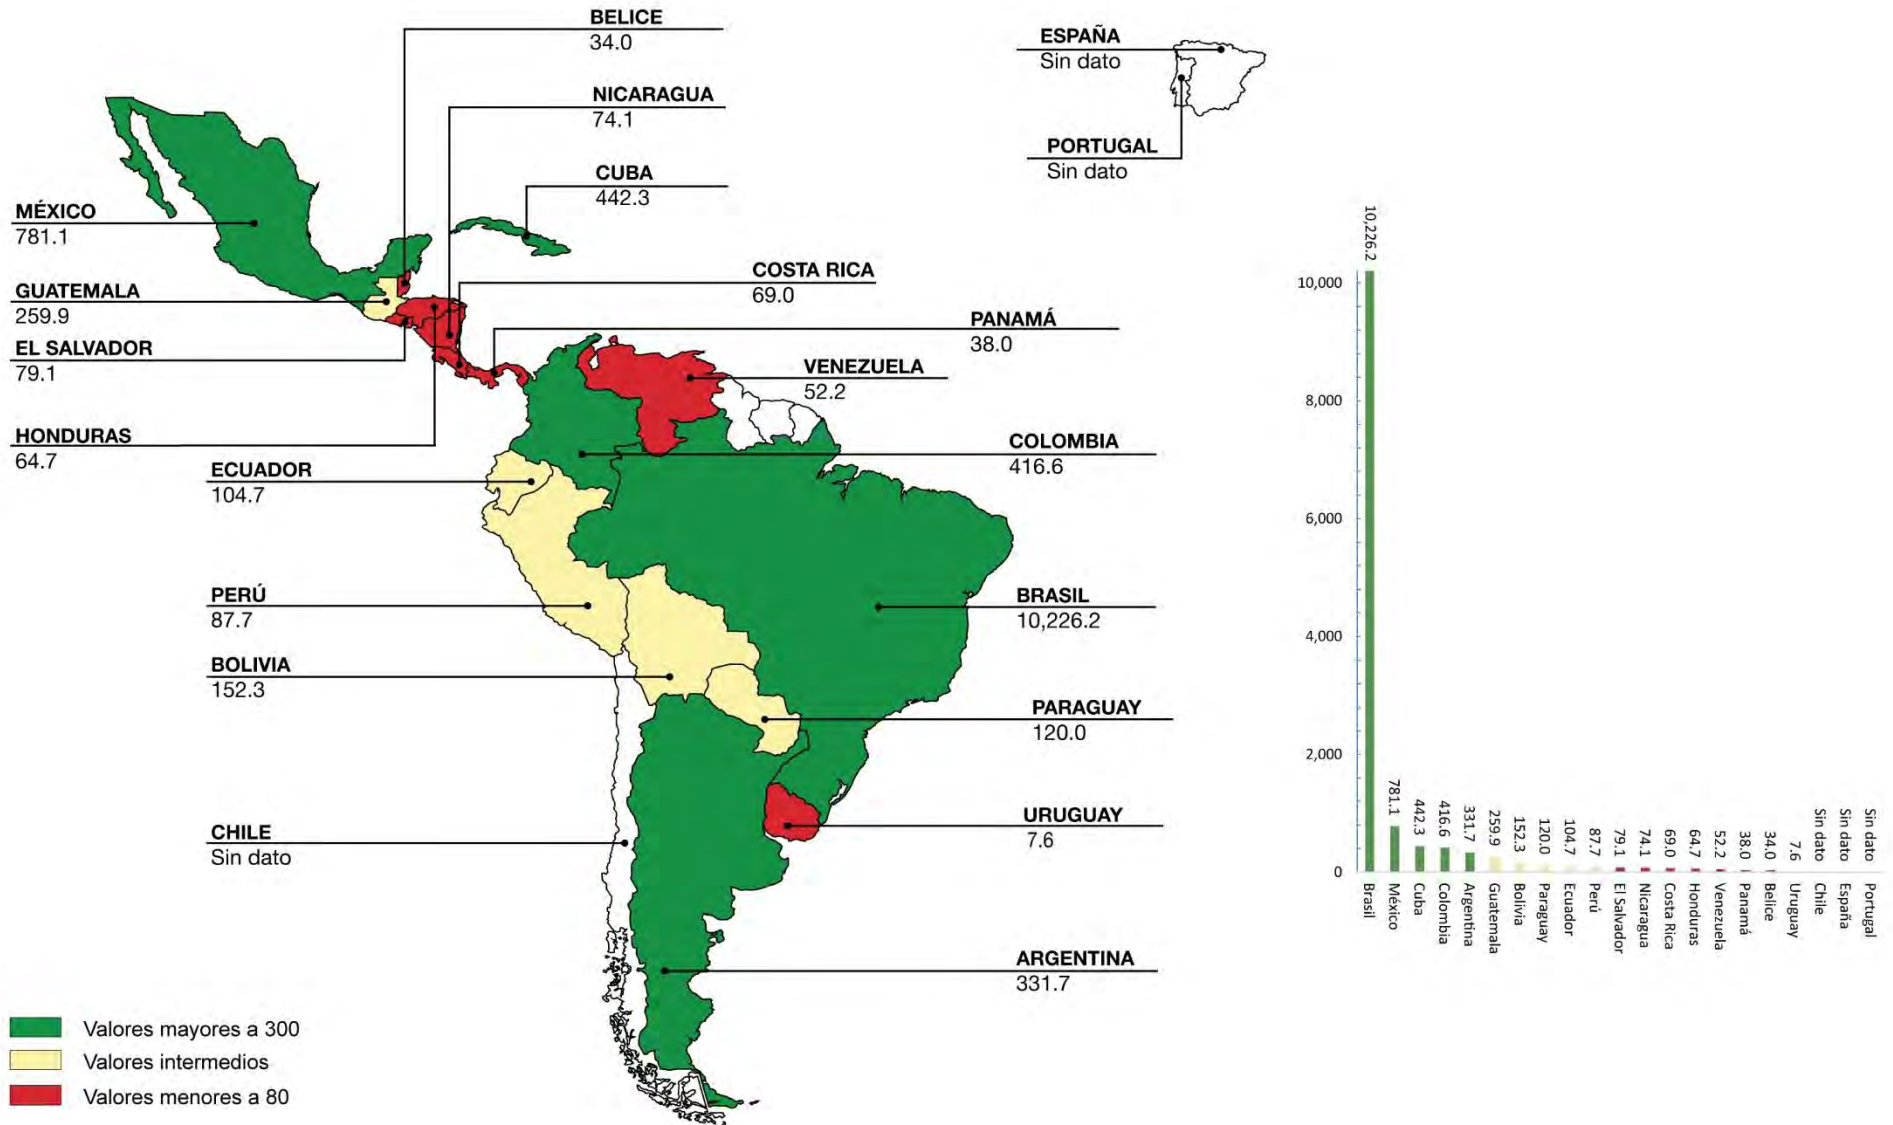 BELICE
34.0
NICARAGUA
74.1
CUBA
442.3
MÉXICO
781.1
GUATEMALA
259.9
EL SALVADOR
79.1
HONDURAS
64.7
COSTA RICA
69.0
PANAMÁ
38.0
VENEZUELA
52.2
COLOMBIA
416.6
ECUADOR
104.7
PERÚ
87.7
BRASIL
10,226.2
BOLIVIA
152.3
PARAGUAY
120.0
URUGUAY
7.6
CHILE
Sin dato
ARGENTINA
331.7
ESPAÑA
Sin dato
PORTUGAL
Sin dato
Valores mayores a 300
Valores intermedios
Valores menores a 80
10,000
8,000
6,000
4,000
2,000
0
10,226.2
781.1
442.3
416.6
331.7
259.9
152.3
120.0
104.7
87.7
79.1
74.1
69.0
64.7
52.2
38.0
34.0
7.6
Sin dato
Sin dato
Sin dato
Brasil
México
Cuba
Colombia
Argentina
Guatemala
Bolivia
Paraguay
Ecuador
Perú
El Salvador
Nicaragua
Costa Rica
Honduras
Venezuela
Panamá
Belice
Uruguay
Chile
España
Portugal